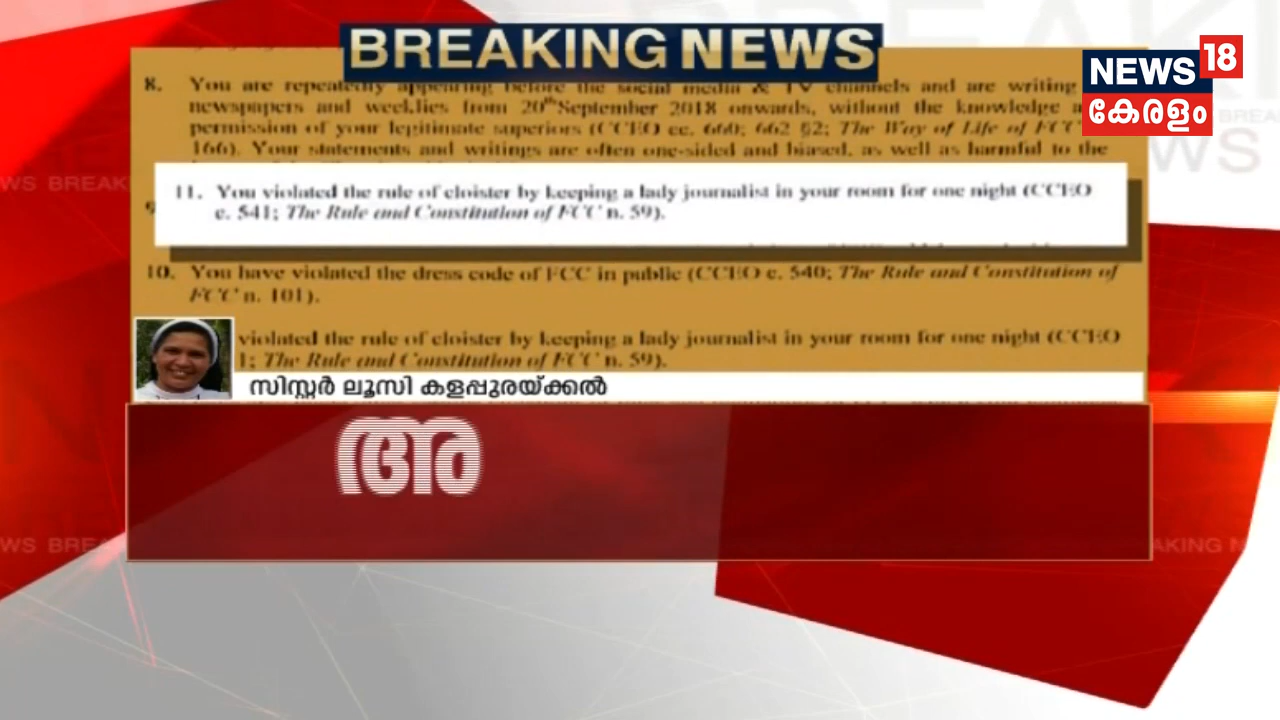 BREAKING NEWS
NEWS 18
കേരളം
8. You are repeatedly appearing before the social media & TV channels and are writing
newspapers and weeklies from 20th September 2018 onwards, without the knowledge a
permission of your legitimate superiors (CCEO cc. 660; 662 §2; The Way of Life of FCC
166). Your statements and writings are often one-sided and biased, as well as harmful to the
11. You violated the rule of cloister by keeping a lady journalist in your room for one night (CCEO
c. 541; The Rule and Constitution of FCC n. 59).
10. You have violated the dress code of FCC in public (CCEO c. 540; The Rule and Constitution of
FCC n. 101).
violated the rule of cloister by keeping a lady journalist in your room for one night (CCEO
1; The Rule and Constitution of FCC n. 59).
സിസ്റ്റർ ലൂസി കളപ്പുരയ്ക്കൽ
അ